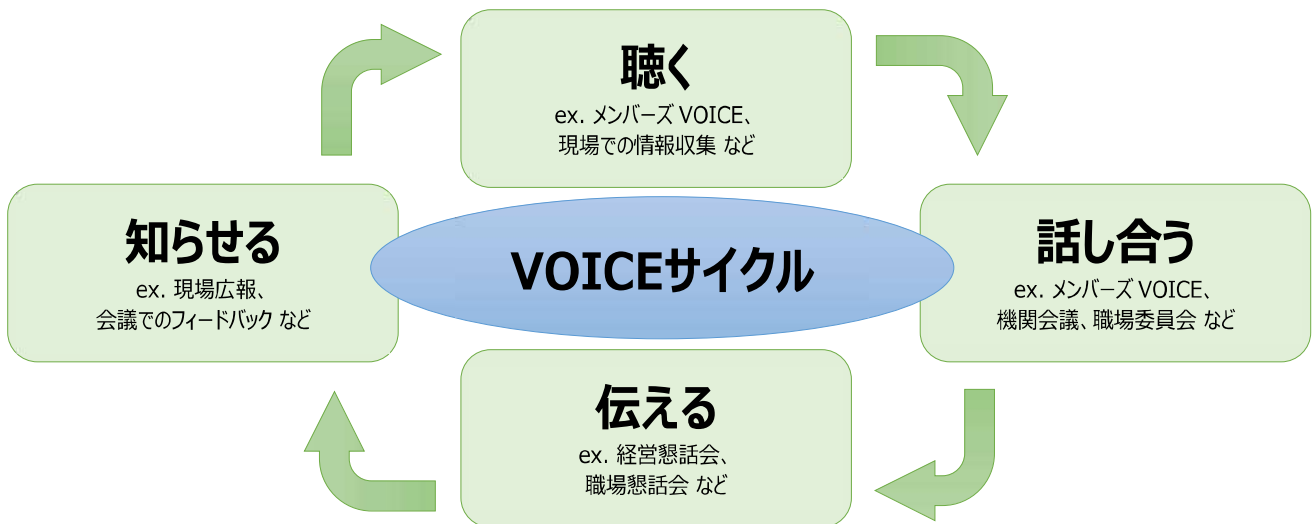 聴く
ex. メンバーズ VOICE、
現場での情報収集 など
知らせる
ex. 現場広報、
会議でのフィードバック など
VOICEサイクル
話し合う
ex. メンバーズ VOICE、
機関会議、職場委員会 など
伝える
ex. 経営懇話会、
職場懇話会 など